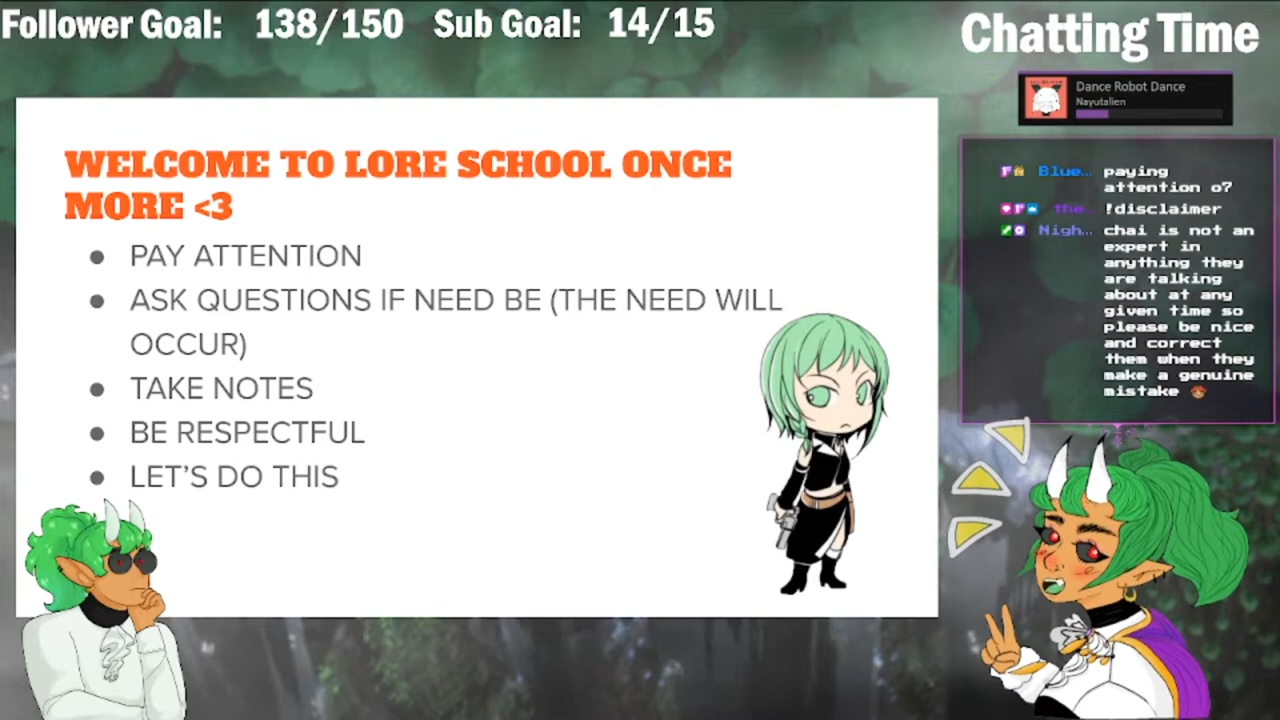 Follower Goal: 138/150 Sub Goal: 14/15
Chatting Time
Dance Robot Dance
Nayutalien
WELCOME TO LORE SCHOOL ONCE
MORE <3
● PAY ATTENTION
● ASK QUESTIONS IF NEED BE (THE NEED WILL
OCCUR)
● TAKE NOTES
● BE RESPECTFUL
● LET'S DO THIS
Blue... paying
attention o7
the... !disclaimer
Nigh... chai is not an
expert in
anything they
are talking
about at any
given time so
please be nice
and correct
them when they
make a genuine
mistake